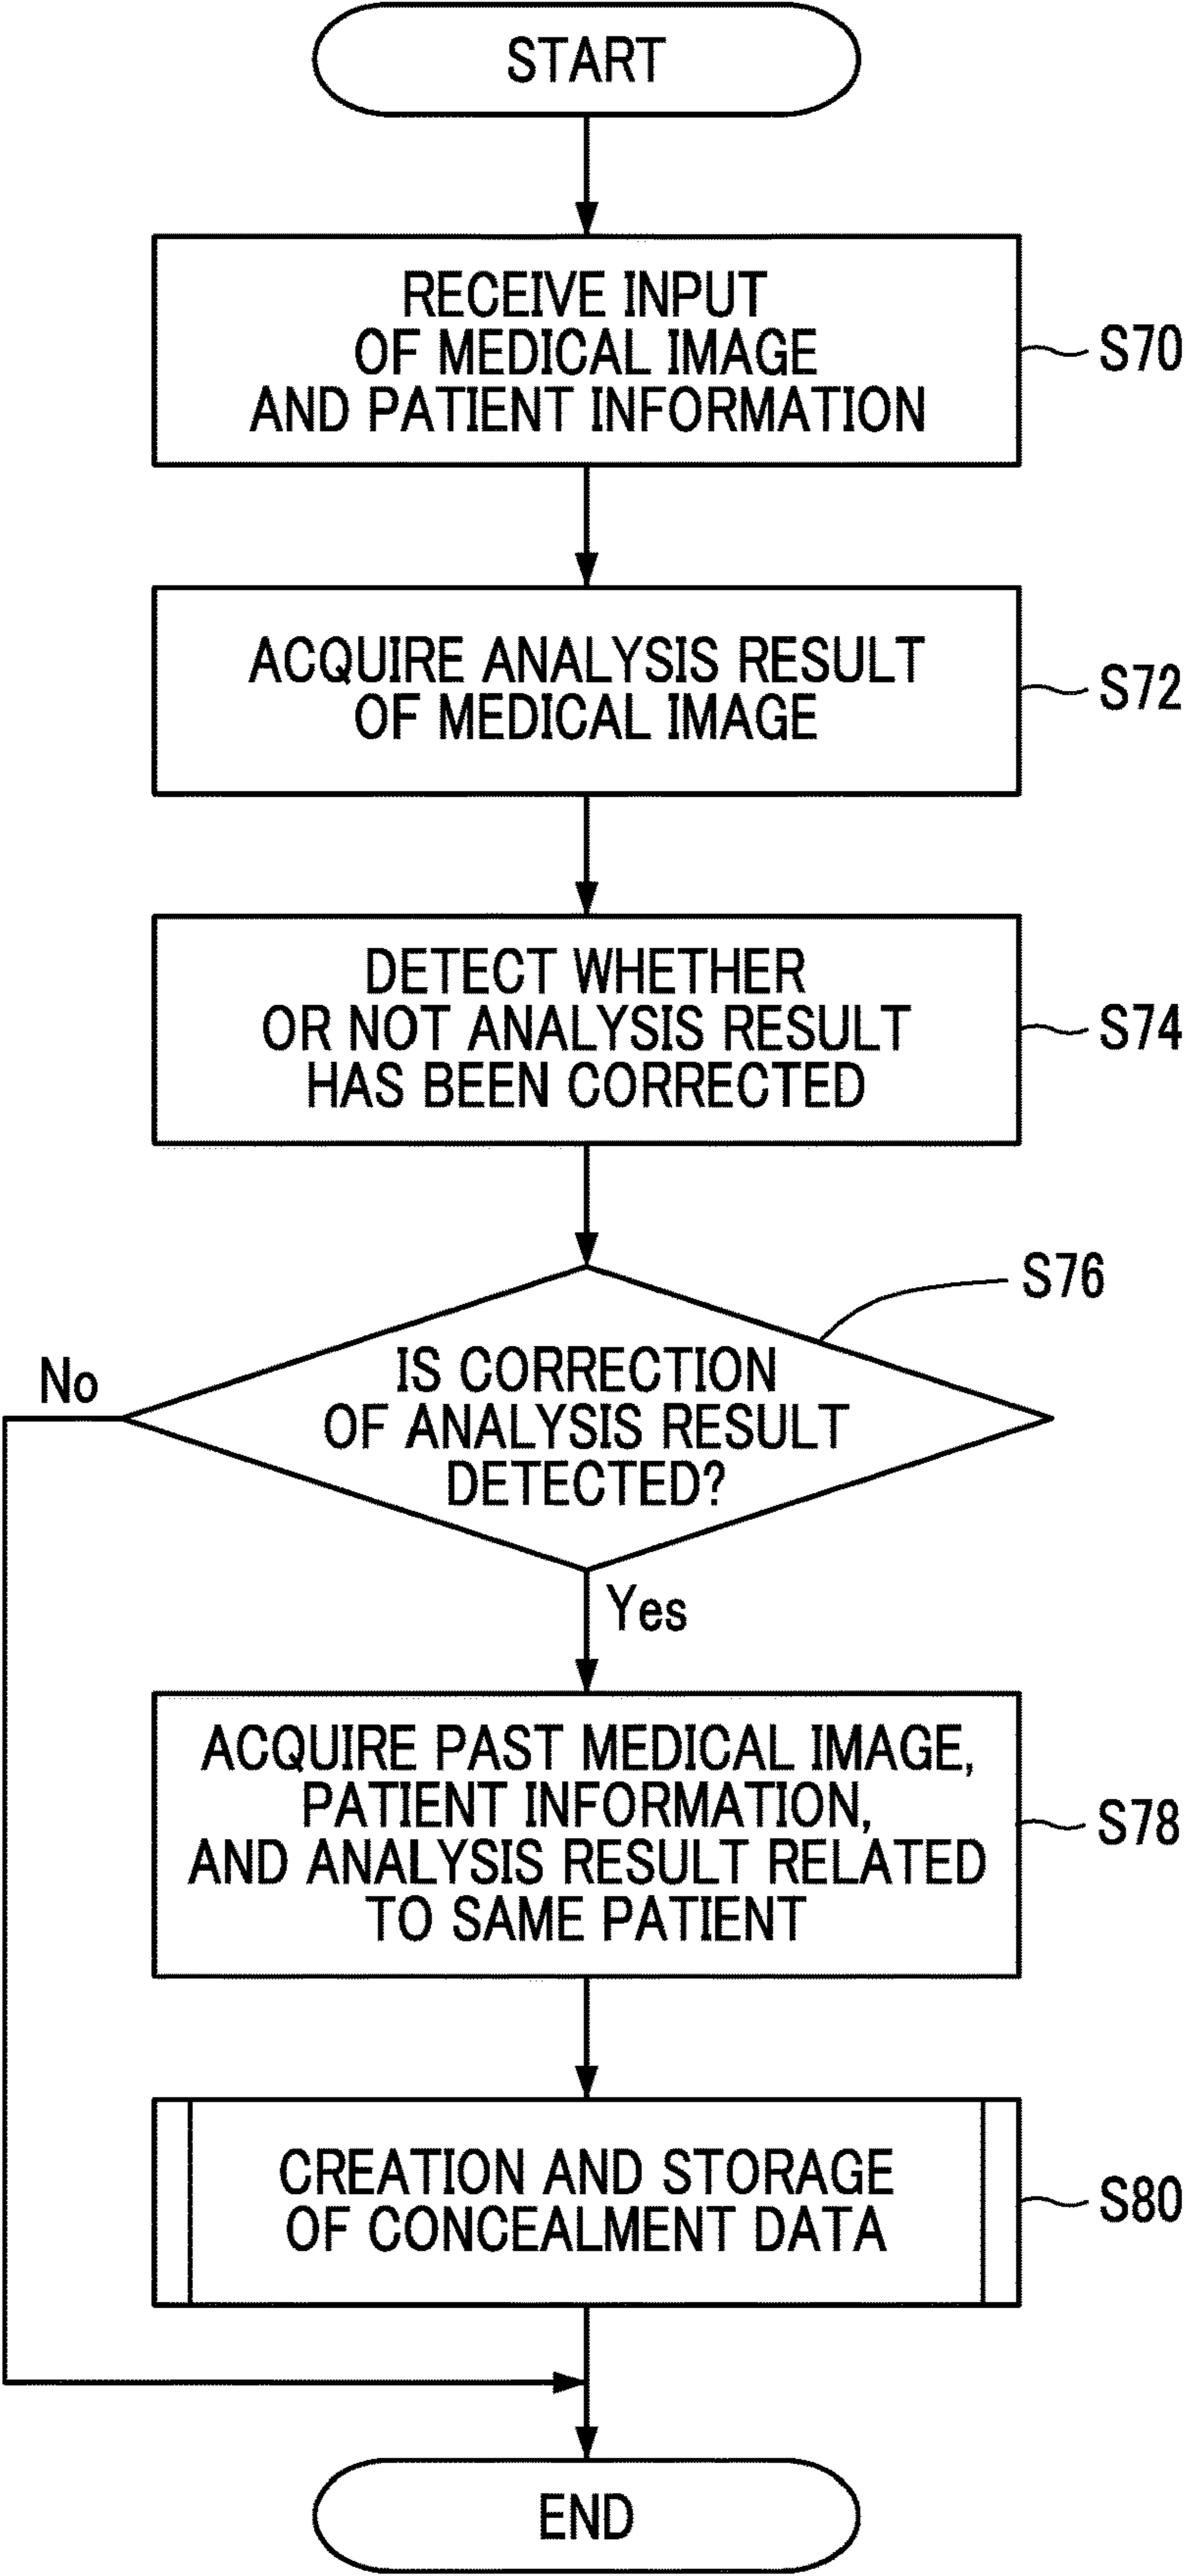 START
RECEIVE INPUT
OF MEDICAL IMAGE
AND PATIENT INFORMATION
S70
ACQUIRE ANALYSIS RESULT
OF MEDICAL IMAGE
S72
DETECT WHETHER
OR NOT ANALYSIS RESULT
HAS BEEN CORRECTED
S74
S76
IS CORRECTION
OF ANALYSIS RESULT
DETECTED?
No
Yes
ACQUIRE PAST MEDICAL IMAGE,
PATIENT INFORMATION,
AND ANALYSIS RESULT RELATED
TO SAME PATIENT
S78
CREATION AND STORAGE
OF CONCEALMENT DATA
S80
END